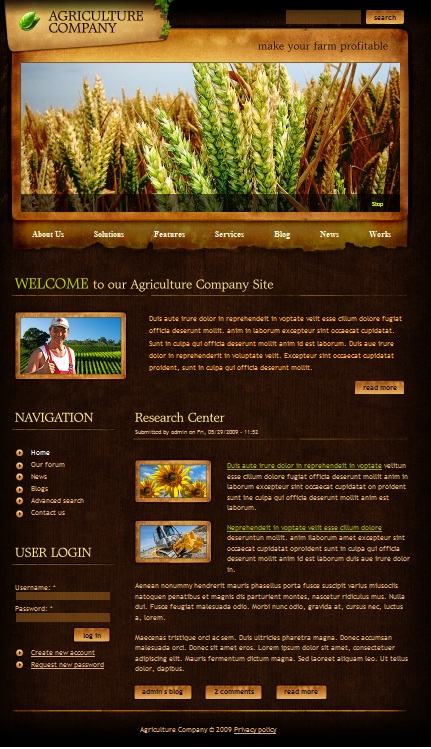 AGRICULTURE
COMPANY
search
make your farm profitable
Stop
About Us Solutions Features Services Blog News Works
WELCOME to our Agriculture Company Site
Duis aute irure dolor in reprehenderit in voptate velit esse cillum dolore fugiat
officia deserunt mollit. anim in laborum excepteur sint occaecat cupidatat.
Sunt in culpa qui officia deserunt mollit anim id est laborum. Duis aue irure
dolor in reprehenderit in voluptate velit. Excepteur sint occaecat cupidatat
proident, sunt in culpa qui officia deserunt mollit.
read more
NAVIGATION
Home
Our forum
News
Blogs
Advanced search
Contact us
USER LOGIN
Username: *
Password: *
log in
Create new account
Request new password
Research Center
Submitted by admin on Fri, 05/29/2009 - 11:52
Duis aute irure dolor in reprehenderit in voptate velitun
esse cillum dolore fugiat officia deserunt mollit anim in
laborum excepteur sint occaecat cupidatat on proident
sunt ine culpa qui officia deserunt mollit anim est
laborum.
Reprehenderit in voptate velit esse cillum dolore
deseruntun mollit. anim ilaborum amet excepteur sint
occaecat cupidatat oproident sunt in culpa qui officia
deserunt mollit anim id est laborum duis aue irure dolor
in.
Aenean nonummy hendrerit mauris phasellus porta fusce suscipit varius miusociis
natoquen penatibus et magnis dis parturient montes, nascetur ridiculus mus. Nulla
dui. Fusce feugiat malesuada odio. Morbi nunc odio, gravida at, cursus nec, luctus
a, lorem.
Maecenas tristique orci ac sem. Duis ultricies pharetra magna. Donec accumsan
malesuada orci. Donec sit amet eros. Lorem ipsum dolor sit amet, consectetuer
adipiscing elit. Mauris fermentum dictum magna. Sed laoreet aliquam leo. Ut tellus
dolor, dapibus.
admin's blog 2 comments read more
Agriculture Company © 2009 Privacy policy